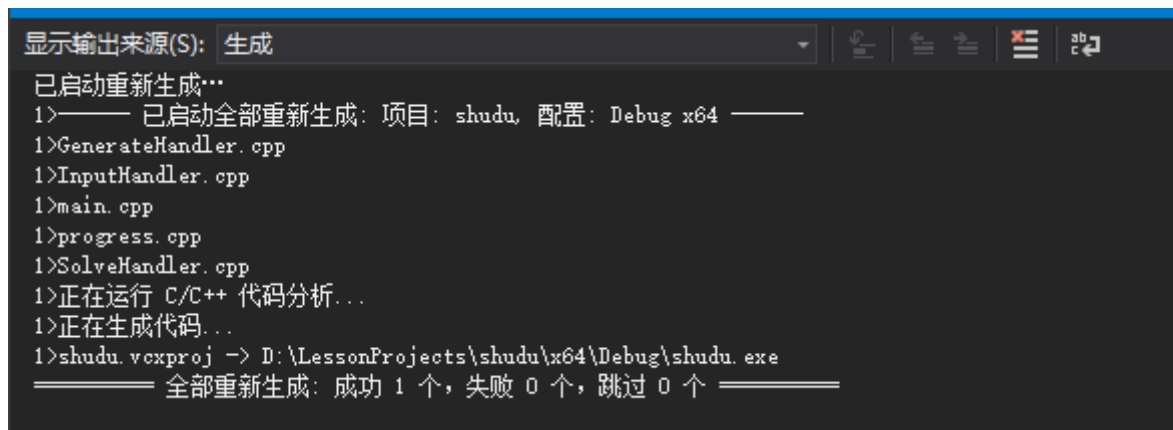 显示输出来源(S): 生成
已启动重新生成…
1>—— 已启动全部重新生成: 项目: shudu, 配置: Debug x64 ——
1>GenerateHandler.cpp
1>InputHandler.cpp
1>main.cpp
1>progress.cpp
1>SolveHandler.cpp
1>正在运行 C/C++ 代码分析...
1>正在生成代码...
1>shudu.vcxproj -> D:\LessonProjects\shudu\x64\Debug\shudu.exe
========== 全部重新生成: 成功 1 个，失败 0 个，跳过 0 个 ==========